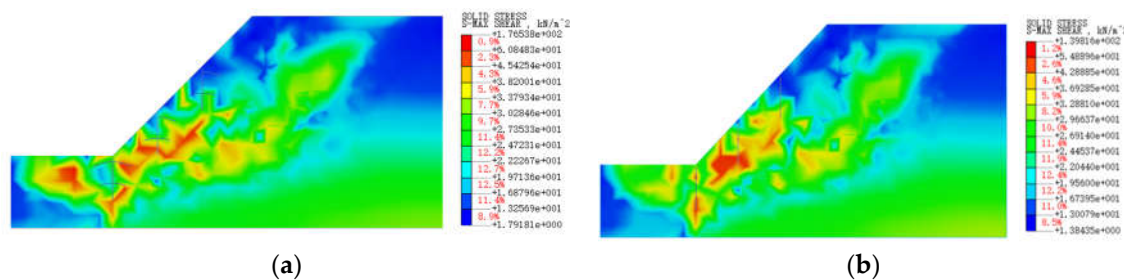 SOLID STRESS
S-MAX SHEAR , kN/m^2
+1.76538e+002
0.9%
+6.08483e+001
2.2%
+4.54254e+001
4.3%
+3.82001e+001
5.9%
+3.37934e+001
7.7%
+3.02846e+001
9.7%
+2.73533e+001
11.4%
+2.47231e+001
12.2%
+2.22267e+001
12.7%
+1.97136e+001
12.5%
+1.68796e+001
11.4%
+1.32569e+001
8.9%
+1.79181e+000
(a)
SOLID STRESS
S-MAX SHEAR , kN/m^2
+1.39816e+002
1.2%
+5.48896e+001
2.6%
+4.28885e+001
4.6%
+3.69285e+001
5.9%
+3.28810e+001
8.2%
+2.96637e+001
10.0%
+2.69140e+001
11.4%
+2.44537e+001
11.9%
+2.20440e+001
12.4%
+1.95600e+001
12.2%
+1.67395e+001
11.0%
+1.30079e+001
8.5%
+1.38435e+000
(b)